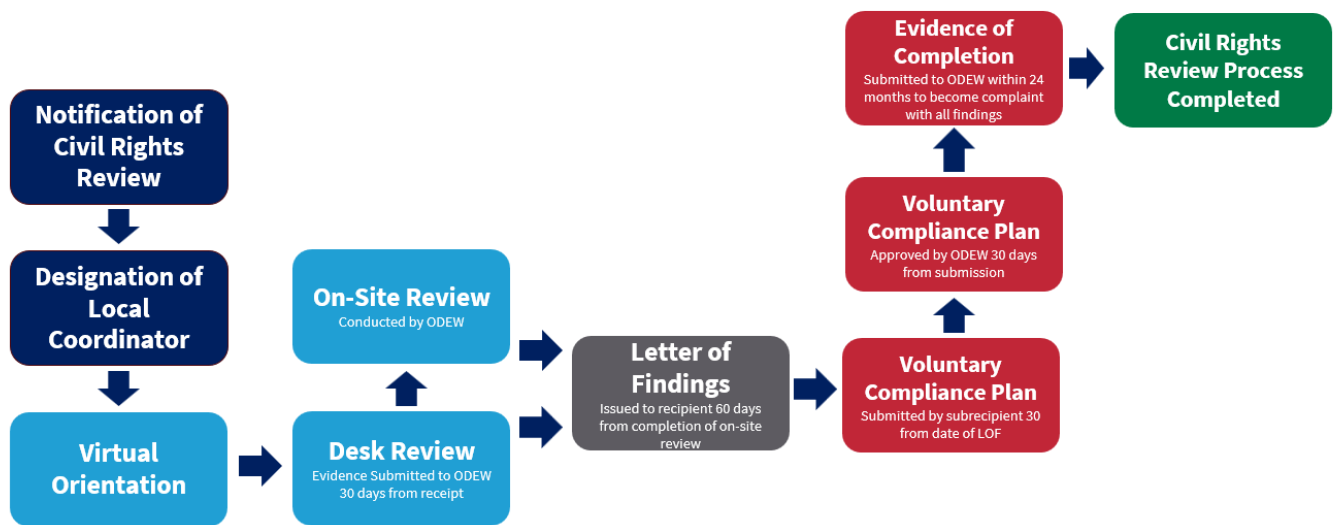 Notification of
Civil Rights
Review
Designation of
Local
Coordinator
Virtual
Orientation
Desk Review
Evidence Submitted to ODEW
30 days from receipt
On-Site Review
Conducted by ODEW
Letter of
Findings
Issued to recipient 60 days
from completion of on-site
review
Voluntary
Compliance Plan
Submitted by subrecipient 30
from date of LOF
Voluntary
Compliance Plan
Approved by ODEW 30 days
from submission
Evidence of
Completion
Submitted to ODEW within 24
months to become complaint
with all findings
Civil Rights
Review Process
Completed